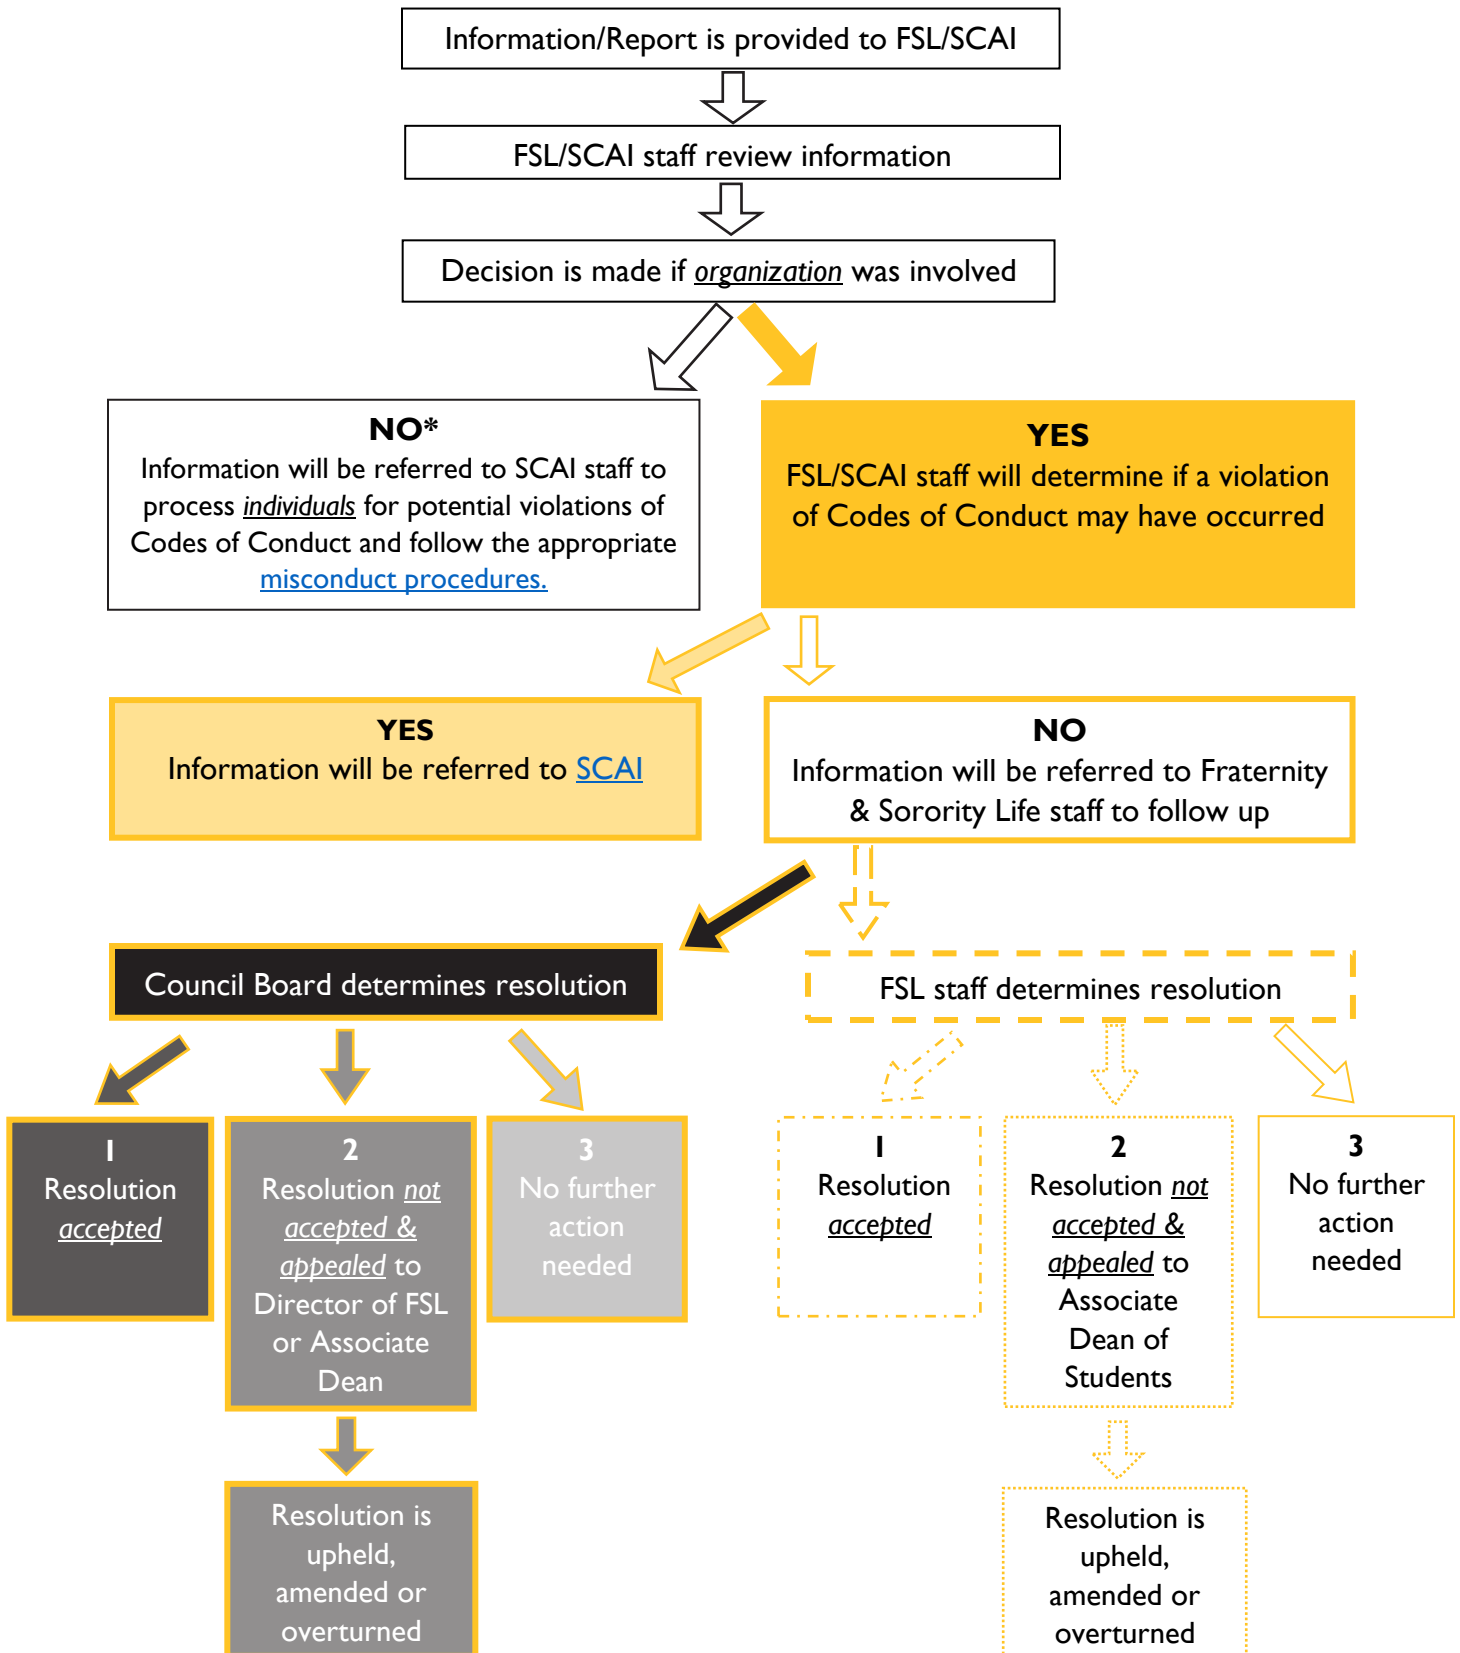 Information/Report is provided to FSL/SCAI
FSL/SCAI staff review information
Decision is made if organization was involved
NO*
Information will be referred to SCAI staff to
process individuals for potential violations of
Codes of Conduct and follow the appropriate
misconduct procedures.
YES
FSL/SCAI staff will determine if a violation
of Codes of Conduct may have occurred
YES
Information will be referred to SCAI
NO
Information will be referred to Fraternity
& Sorority Life staff to follow up
Council Board determines resolution
FSL staff determines resolution
1
Resolution
accepted
2
Resolution not
accepted &
appealed to
Director of FSL
or Associate
Dean
3
No further
action
needed
1
Resolution
accepted
2
Resolution not
accepted &
appealed to
Associate
Dean of
Students
3
No further
action
needed
Resolution is
upheld,
amended or
overturned
Resolution is
upheld,
amended or
overturned